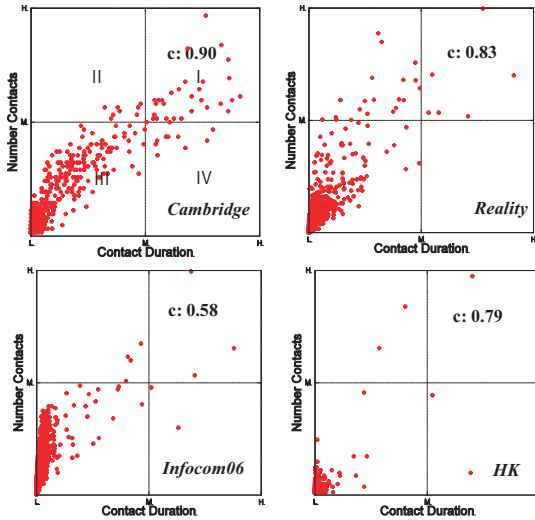 H.
c: 0.90
II
I
Number Contacts
M.
III
IV
Cambridge
L.
M.
H.
Contact Duration.
H.
c: 0.83
Number Contacts
M.
Reality
L.
M.
H.
Contact Duration.
H.
c: 0.58
Number Contacts
M.
Infocom06
L.
M.
H.
Contact Duration.
H.
c: 0.79
Number Contacts
M.
HK
L.
M.
H.
Contact Duration.